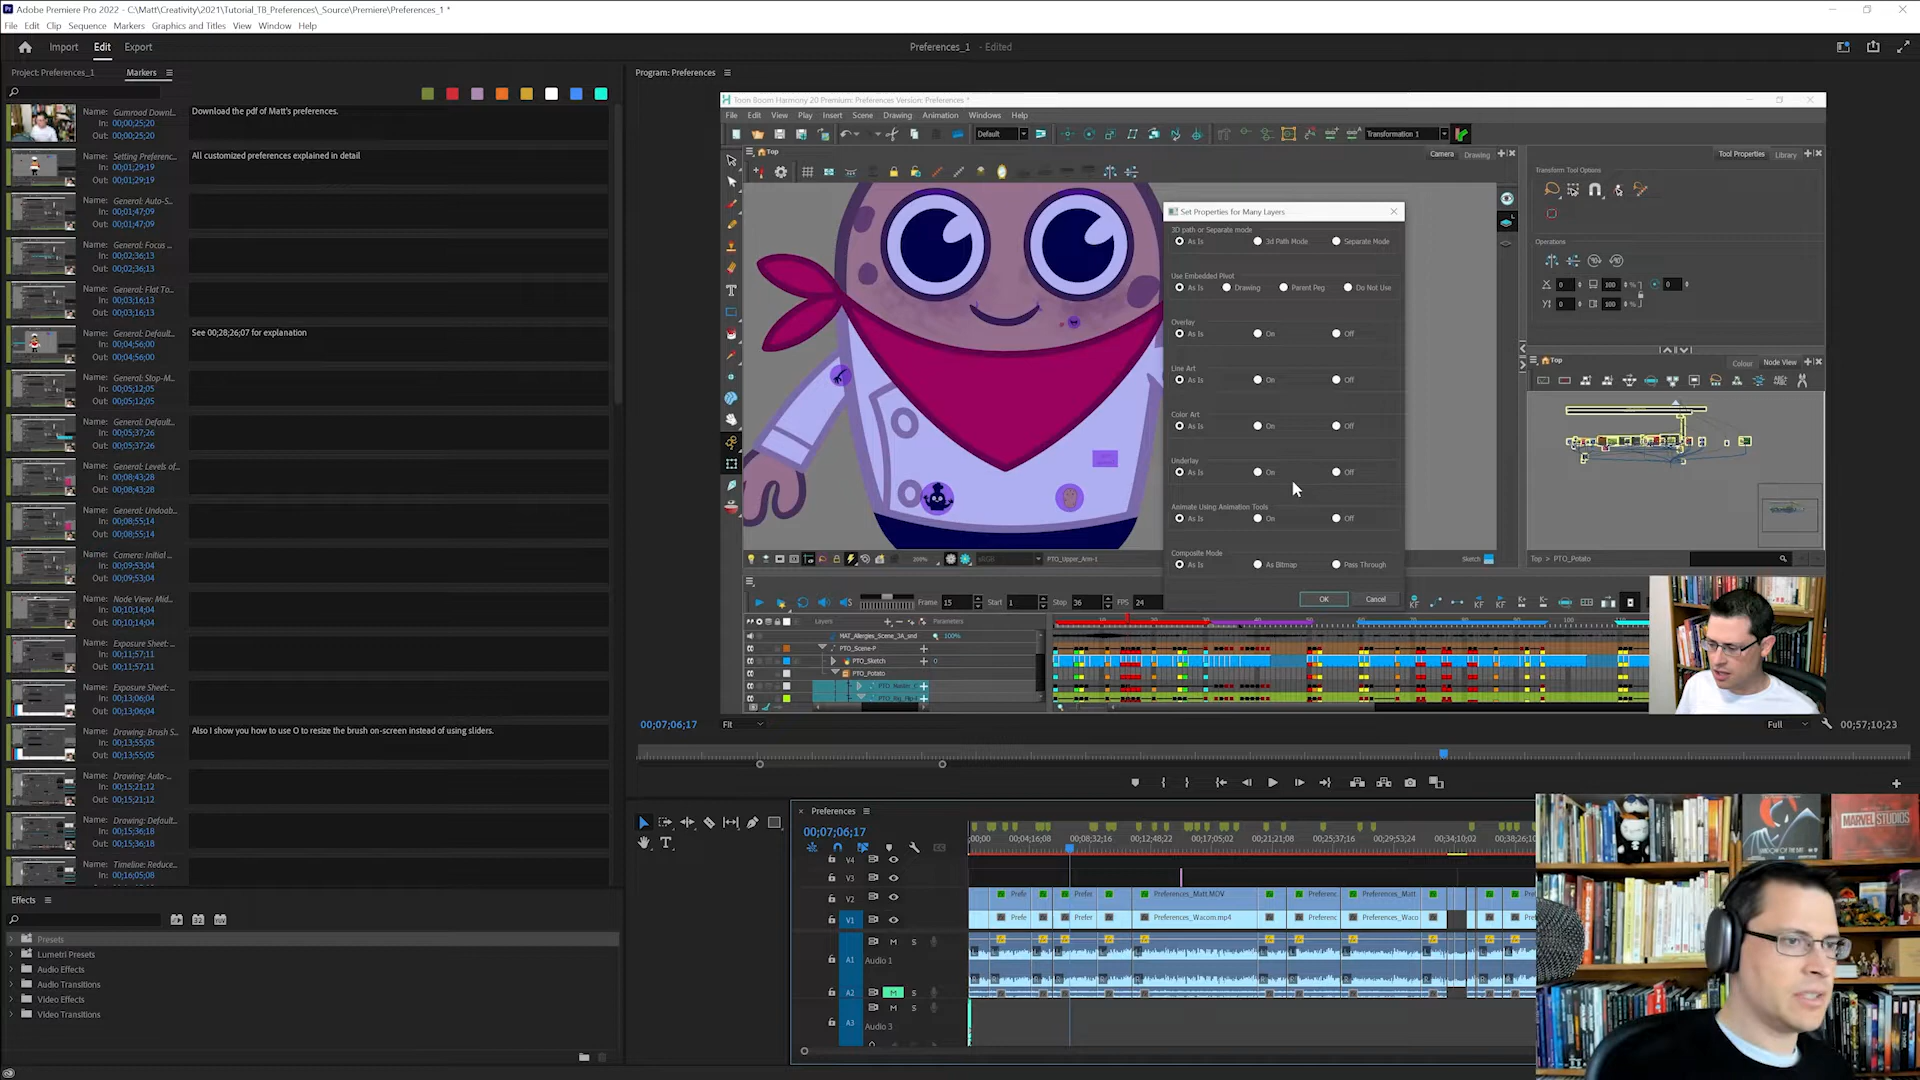 Adobe Premiere Pro 2022 - C:\Matt\Creativity\2021\Tutorial_TB_Preferences\_Source\Premiere\Preferences_1 *
File Edit Clip Sequence Markers Graphics and Titles View Window Help
Import Edit Export
Preferences_1 - Edited
Project: Preferences_1 Markers
Name: Gumroad Downl...
In: 00;00;25;20
Out: 00;00;25;20
Download the pdf of Matt's preferences.
Name: Setting Preferenc...
In: 00;01;29;19
Out: 00;01;29;19
All customized preferences explained in detail
Name: General: Auto-S...
In: 00;01;47;09
Out: 00;01;47;09
Name: General: Focus ...
In: 00;02;36;13
Out: 00;02;36;13
Name: General: Flat To...
In: 00;03;16;13
Out: 00;03;16;13
Name: General: Default...
In: 00;04;56;00
Out: 00;04;56;00
See 00;28;26;07 for explanation
Name: General: Stop-M...
In: 00;05;12;05
Out: 00;05;12;05
Name: General: Default...
In: 00;05;37;26
Out: 00;05;37;26
Name: General: Levels of...
In: 00;08;43;28
Out: 00;08;43;28
Name: General: Undoab...
In: 00;08;55;14
Out: 00;08;55;14
Name: Camera: Initial ...
In: 00;09;53;04
Out: 00;09;53;04
Name: Node View: Mid...
In: 00;10;14;04
Out: 00;10;14;04
Name: Exposure Sheet: ...
In: 00;11;57;11
Out: 00;11;57;11
Name: Exposure Sheet: ...
In: 00;13;06;04
Out: 00;13;06;04
Name: Drawing: Brush S...
In: 00;13;55;05
Out: 00;13;55;05
Also I show you how to use O to resize the brush on-screen instead of using sliders.
Name: Drawing: Auto-...
In: 00;15;21;12
Out: 00;15;21;12
Name: Drawing: Default...
In: 00;15;36;18
Out: 00;15;36;18
Name: Timeline: Reduce...
In: 00;16;05;08
Effects
Presets
Lumetri Presets
Audio Effects
Audio Transitions
Video Effects
Video Transitions
Program: Preferences
Toon Boom Harmony 20 Premium: Preferences Version: Preferences *
File Edit View Play Insert Scene Drawing Animation Windows Help
Default
Transformation 1
Top
Camera Drawing
Tool Properties Library
Transform Tool Options
Operations
X 0 100 % 0
Y 0 100 %
Set Properties for Many Layers
3D path or Separate mode
As Is 3d Path Mode Separate Mode
Use Embedded Pivot
As Is Drawing Parent Peg Do Not Use
Overlay
As Is On Off
Line Art
As Is On Off
Color Art
As Is On Off
Underlay
As Is On Off
Animate Using Animation Tools
As Is On Off
Composite Mode
As Is As Bitmap Pass Through
OK Cancel
Top
Colour Node View
Top > PTO_Potato
PTO_Upper_Arm-1
Sketch
Frame 15 Start 1 Stop 36 FPS 24
Layers Parameters
MAT_Allergies_Scene_3A_snd 100%
PTO_Scene-P
PTO_Sketch 0
PTO_Potato
00;07;06;17 Fit Full 00;57;10;23
Preferences
00;07;06;17
;00;00 00;04;16;08 00;08;32;16 00;12;48;22 00;17;05;02 00;21;21;08 00;25;37;16 00;29;53;24 00;34;10;02 00;38;26;10
V4
V3
V2 Prefe Prefer Preferences_Matt.MOV Preferenc Preferences_Matt
V1 Prefe Prefer Preferences_Wacom.mp4 Preferenc Preferences_Waco
M S
A1 Audio 1
A2 M S
M S
A3 Audio 3
MARVEL STUDIOS